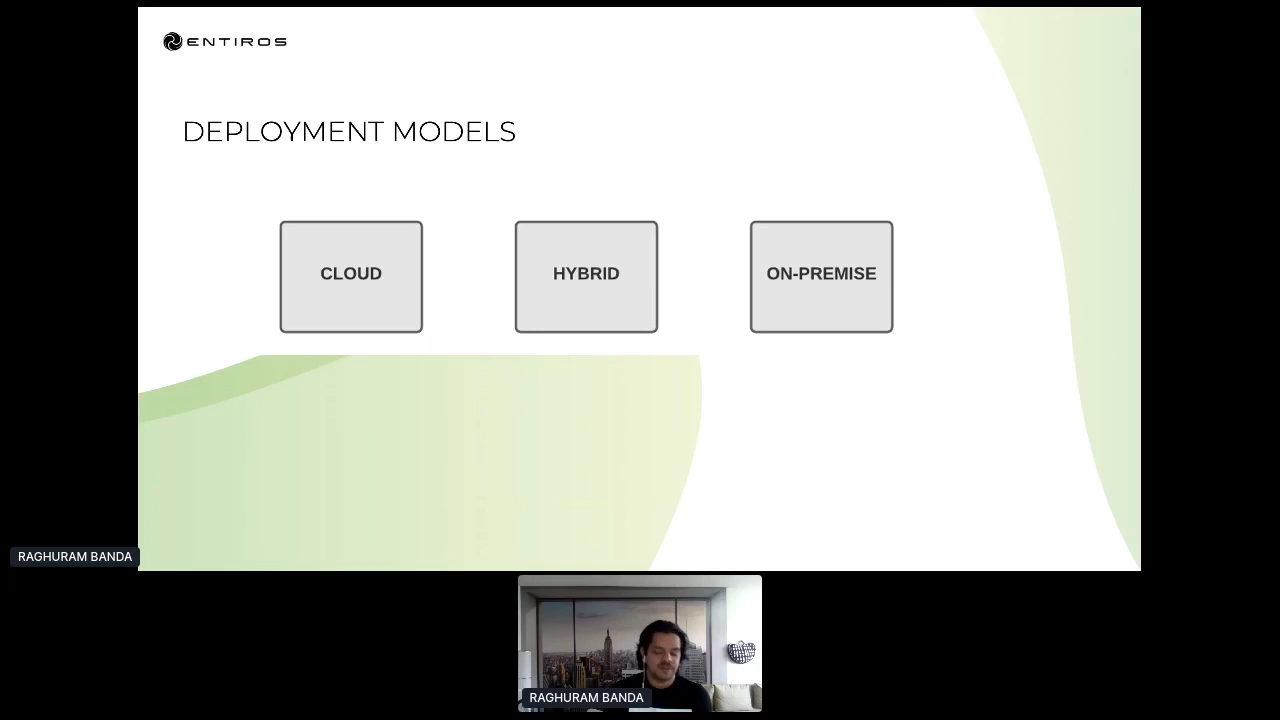 ENTIROS
DEPLOYMENT MODELS
CLOUD
HYBRID
ON-PREMISE
RAGHURAM BANDA
RAGHURAM BANDA